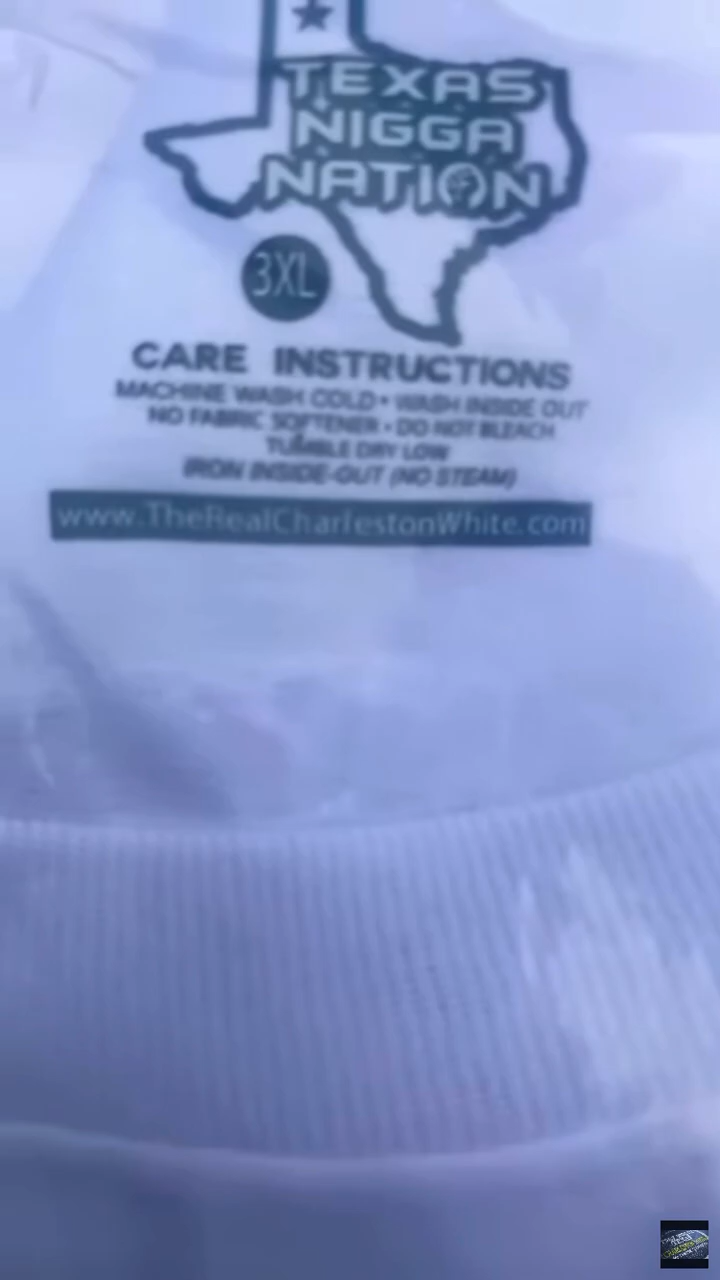 TEXAS
NIGGA
NATION
3XL
CARE INSTRUCTIONS
MACHINE WASH COLD • WASH INSIDE OUT
NO FABRIC SOFTENER • DO NOT BLEACH
TUMBLE DRY LOW
IRON INSIDE-OUT (NO STEAM)
www.TheRealCharlestonWhite.com